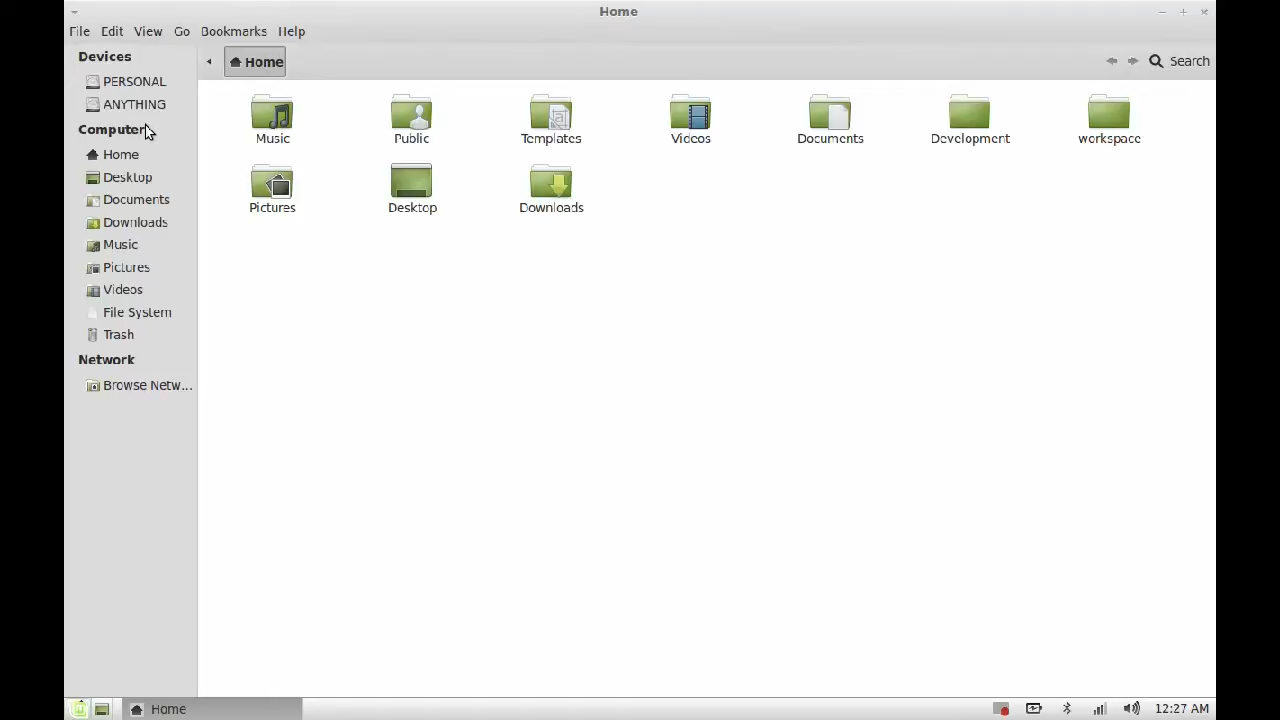 Home
File Edit View Go Bookmarks Help
Devices
PERSONAL
ANYTHING
Computer
Home
Desktop
Documents
Downloads
Music
Pictures
Videos
File System
Trash
Network
Browse Netw...
Home
Search
Music Public Templates Videos Documents Development workspace
Pictures Desktop Downloads
Home
12:27 AM